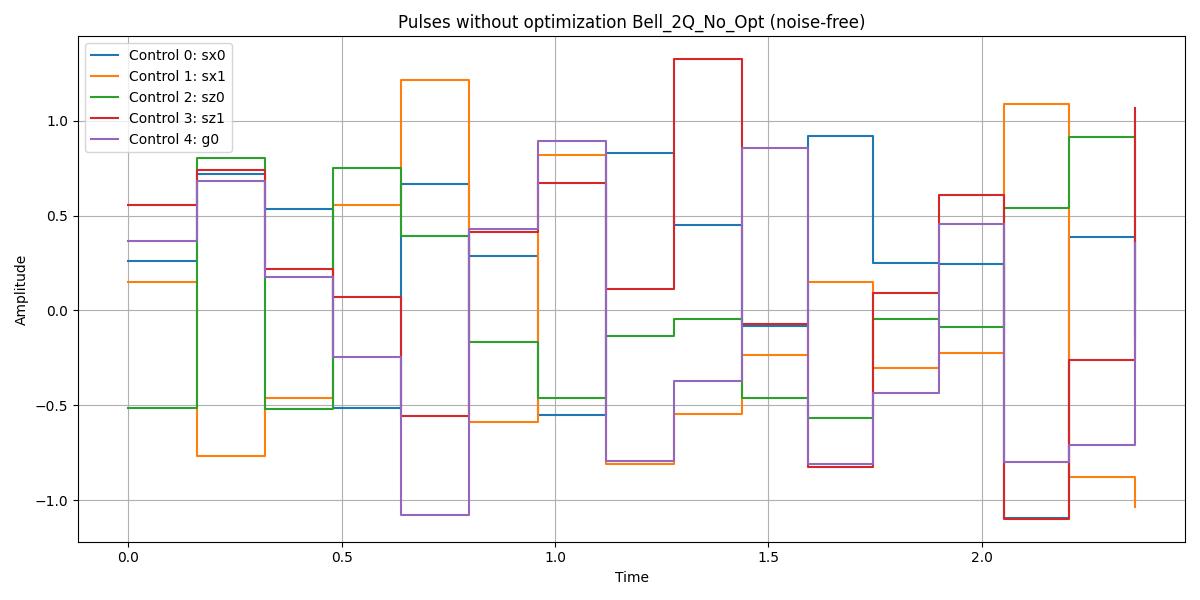 Pulses without optimization Bell_2Q_No_Opt (noise-free)
Control 0: sx0
Control 1: sx1
Control 2: sz0
Control 3: sz1
Control 4: g0
1.0
0.5
0.0
−0.5
−1.0
Amplitude
0.0
0.5
1.0
1.5
2.0
Time